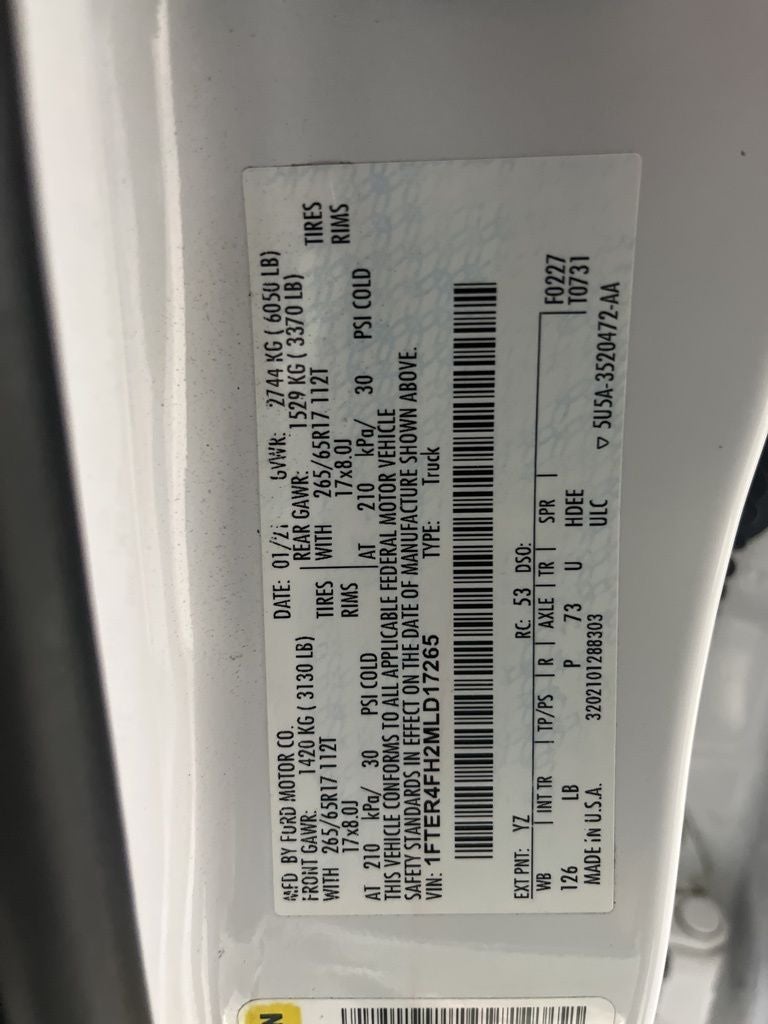 MFD BY FORD MOTOR CO.
DATE: 01/21 GVWR: 2744 KG ( 6050 LB)
FRONT GAWR: 1420 KG ( 3130 LB) REAR GAWR: 1529 KG ( 3370 LB)
WITH 265/65R17 112T TIRES WITH 265/65R17 112T TIRES
17x8.0J RIMS 17x8.0J RIMS
AT 210 kPa/ 30 PSI COLD AT 210 kPa/ 30 PSI COLD
THIS VEHICLE CONFORMS TO ALL APPLICABLE FEDERAL MOTOR VEHICLE
SAFETY STANDARDS IN EFFECT ON THE DATE OF MANUFACTURE SHOWN ABOVE.
VIN: 1FTER4FH2MLD17265 TYPE: Truck
EXT PNT: YZ RC: 53 DSO:
WB INT TR TP/PS R AXLE TR SPR F0227
126 LB P 73 U HDEE T0731
MADE iN U.S.A. 3202101288303 ULC ▽ 5U5A-3520472-AA
N